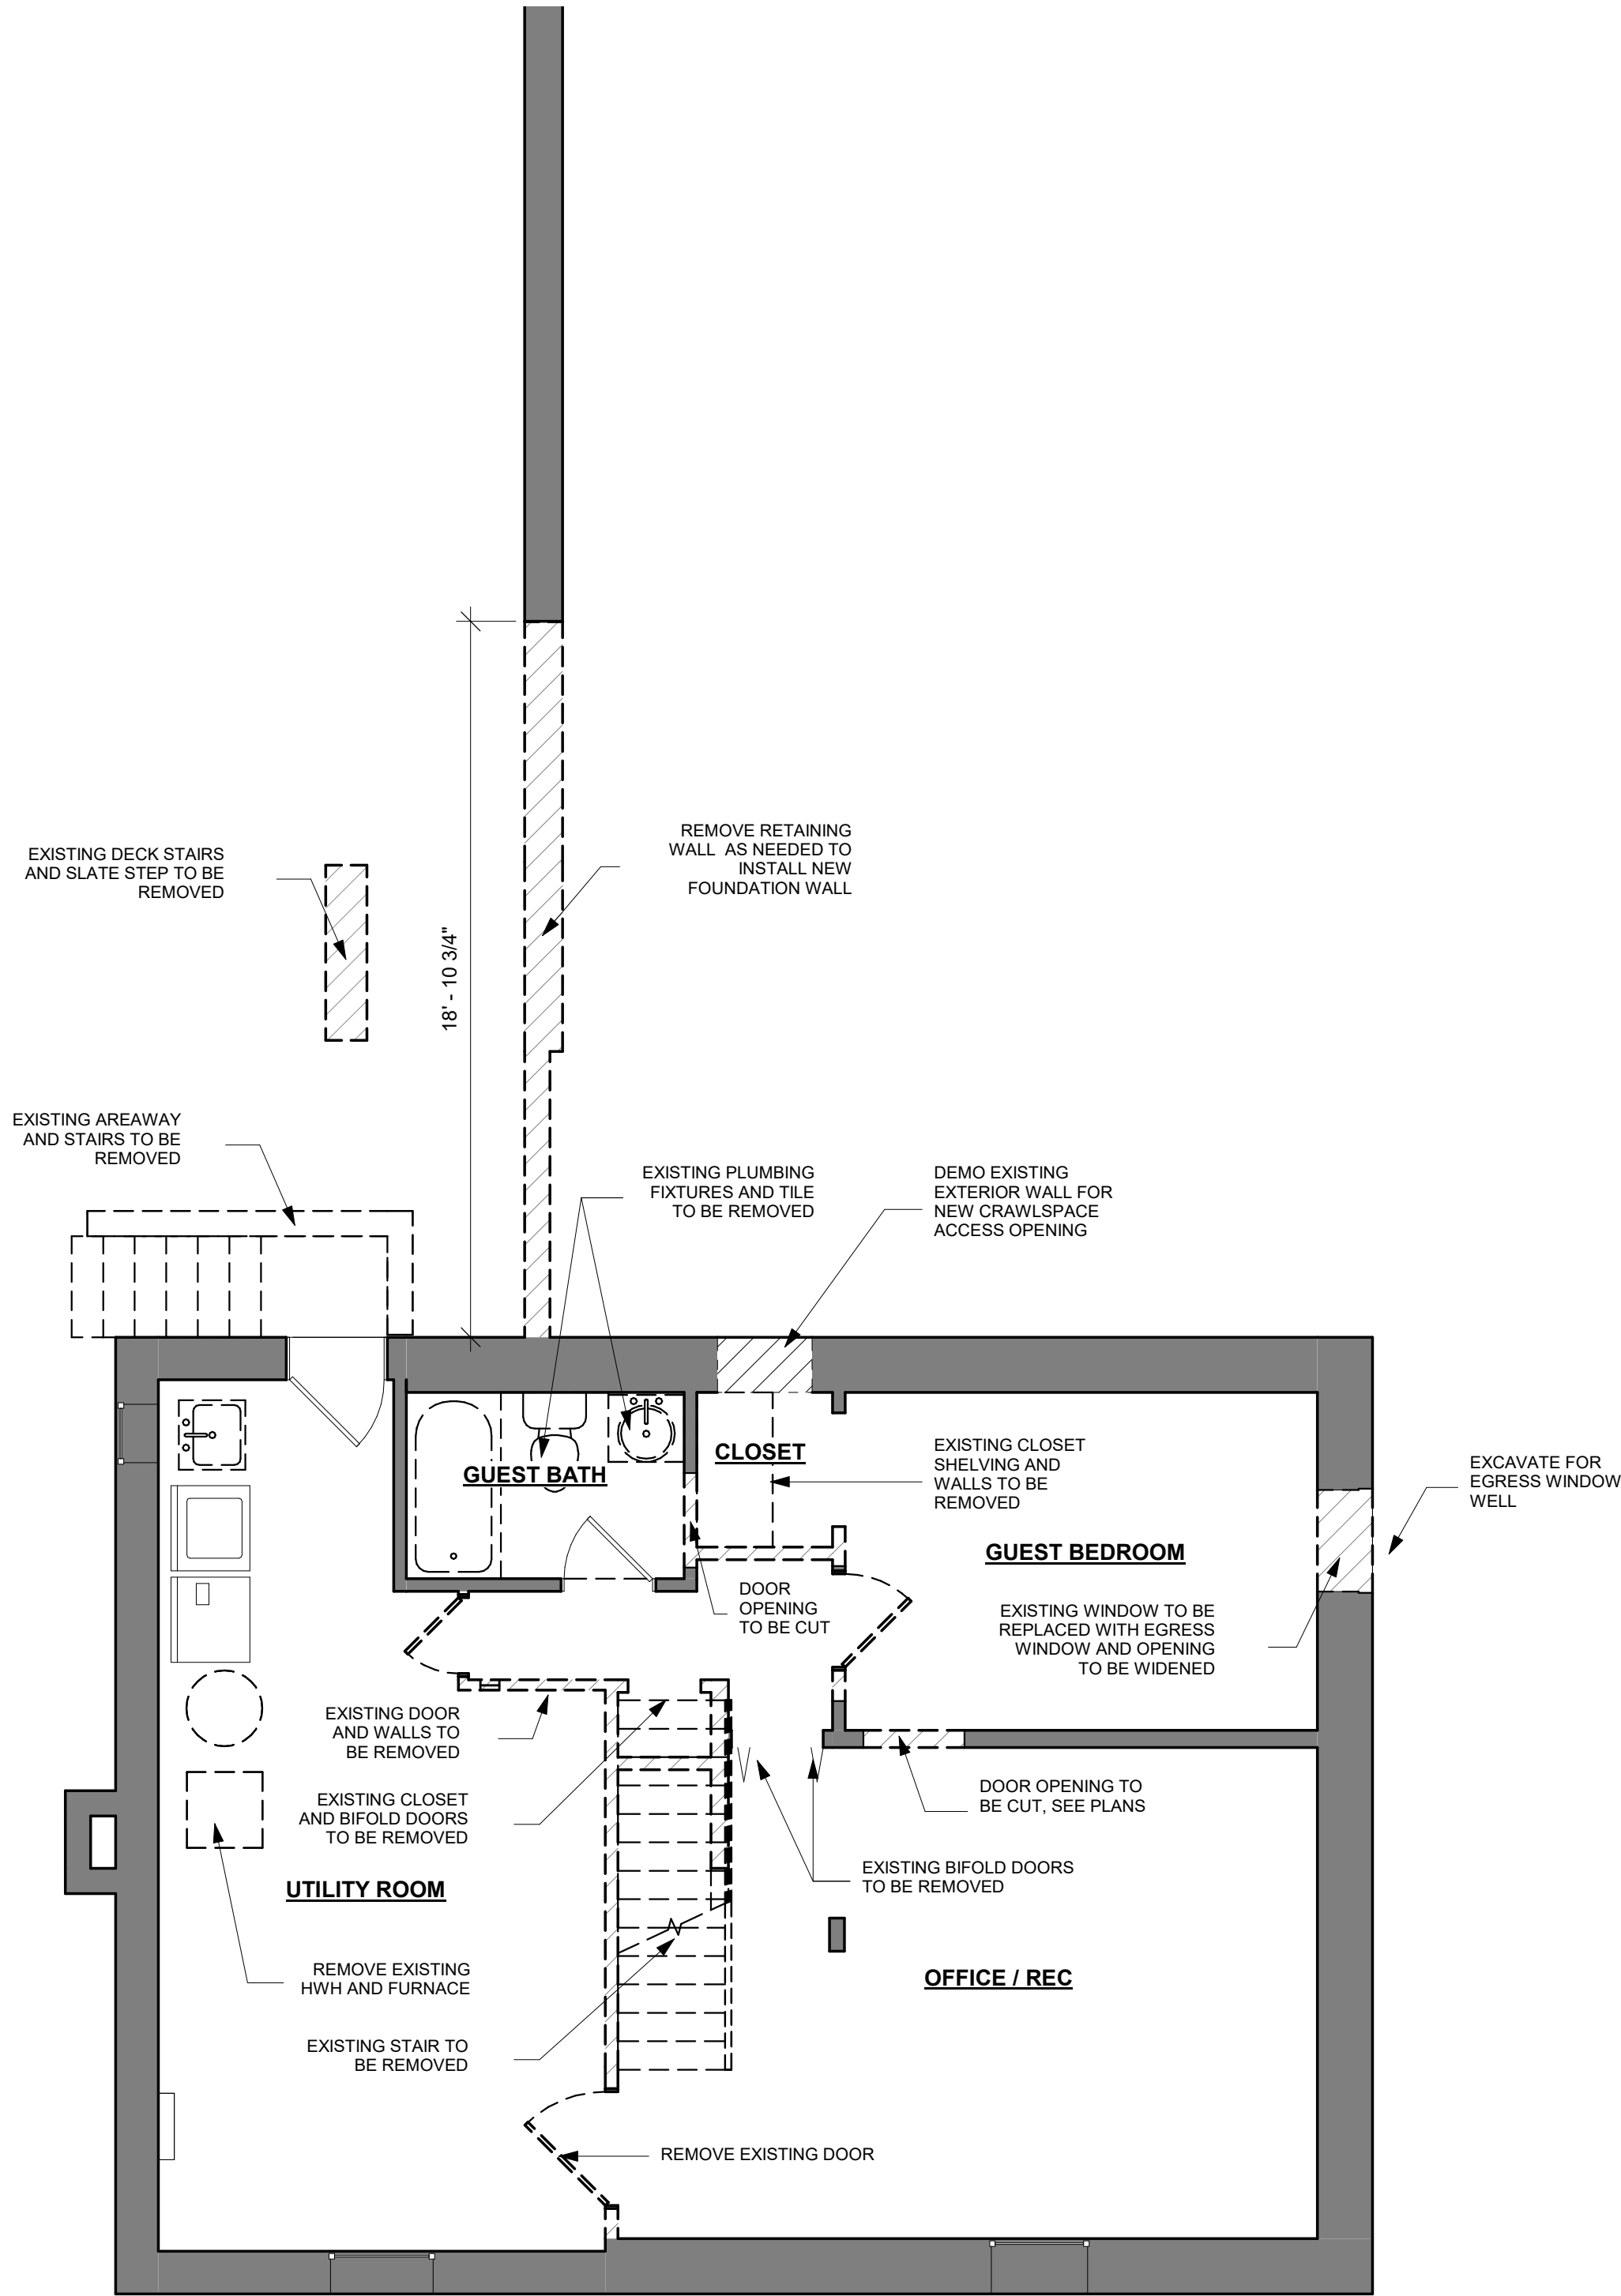 REMOVE RETAINING
WALL AS NEEDED TO
INSTALL NEW
FOUNDATION WALL
EXISTING DECK STAIRS
AND SLATE STEP TO BE
REMOVED
18' - 10 3/4"
EXISTING AREAWAY
AND STAIRS TO BE
REMOVED
EXISTING PLUMBING
FIXTURES AND TILE
TO BE REMOVED
DEMO EXISTING
EXTERIOR WALL FOR
NEW CRAWLSPACE
ACCESS OPENING
GUEST BATH
CLOSET
EXISTING CLOSET
SHELVING AND
WALLS TO BE
REMOVED
EXCAVATE FOR
EGRESS WINDOW
WELL
GUEST BEDROOM
DOOR
OPENING
TO BE CUT
EXISTING WINDOW TO BE
REPLACED WITH EGRESS
WINDOW AND OPENING
TO BE WIDENED
EXISTING DOOR
AND WALLS TO
BE REMOVED
EXISTING CLOSET
AND BIFOLD DOORS
TO BE REMOVED
DOOR OPENING TO
BE CUT, SEE PLANS
EXISTING BIFOLD DOORS
TO BE REMOVED
UTILITY ROOM
REMOVE EXISTING
HWH AND FURNACE
OFFICE / REC
EXISTING STAIR TO
BE REMOVED
REMOVE EXISTING DOOR